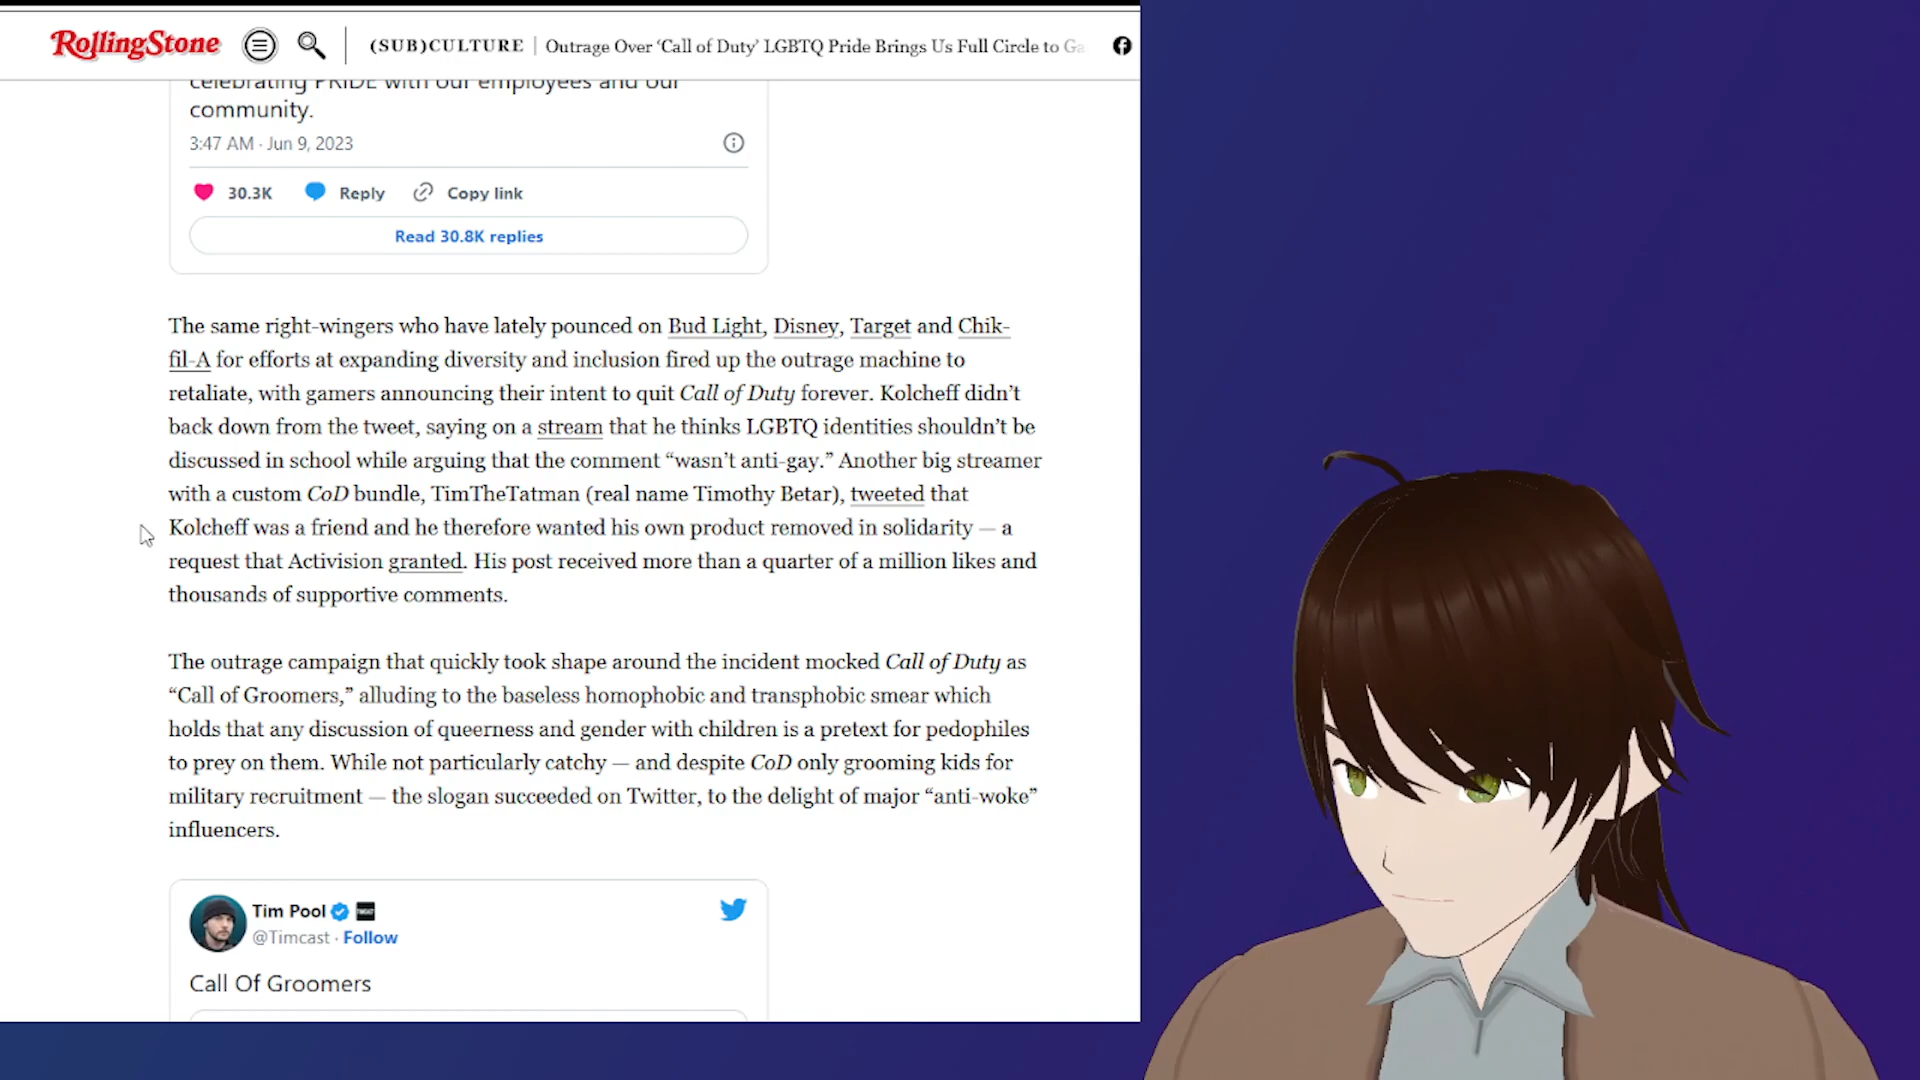 RollingStone
(SUB)CULTURE | Outrage Over ‘Call of Duty’ LGBTQ Pride Brings Us Full Circle to Ga
celebrating PRIDE with our employees and our
community.
3:47 AM · Jun 9, 2023
30.3K Reply Copy link
Read 30.8K replies
The same right-wingers who have lately pounced on Bud Light, Disney, Target and Chik-
fil-A for efforts at expanding diversity and inclusion fired up the outrage machine to
retaliate, with gamers announcing their intent to quit Call of Duty forever. Kolcheff didn’t
back down from the tweet, saying on a stream that he thinks LGBTQ identities shouldn’t be
discussed in school while arguing that the comment “wasn’t anti-gay.” Another big streamer
with a custom CoD bundle, TimTheTatman (real name Timothy Betar), tweeted that
Kolcheff was a friend and he therefore wanted his own product removed in solidarity — a
request that Activision granted. His post received more than a quarter of a million likes and
thousands of supportive comments.
The outrage campaign that quickly took shape around the incident mocked Call of Duty as
“Call of Groomers,” alluding to the baseless homophobic and transphobic smear which
holds that any discussion of queerness and gender with children is a pretext for pedophiles
to prey on them. While not particularly catchy — and despite CoD only grooming kids for
military recruitment — the slogan succeeded on Twitter, to the delight of major “anti-woke”
influencers.
Tim Pool
@Timcast · Follow
Call Of Groomers